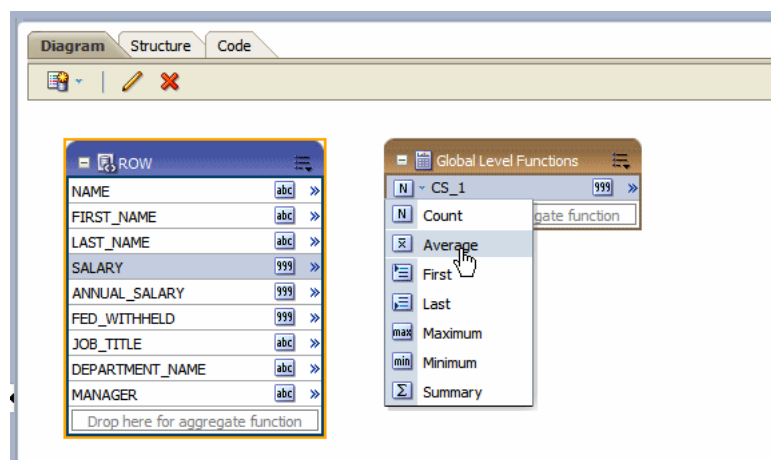 Diagram Structure Code
ROW
NAME abc
FIRST_NAME abc
LAST_NAME abc
SALARY 999
ANNUAL_SALARY 999
FED_WITHHELD 999
JOB_TITLE abc
DEPARTMENT_NAME abc
MANAGER abc
Drop here for aggregate function
Global Level Functions
N CS_1 999
gate function
N Count
x̄ Average
First
Last
max Maximum
min Minimum
Σ Summary